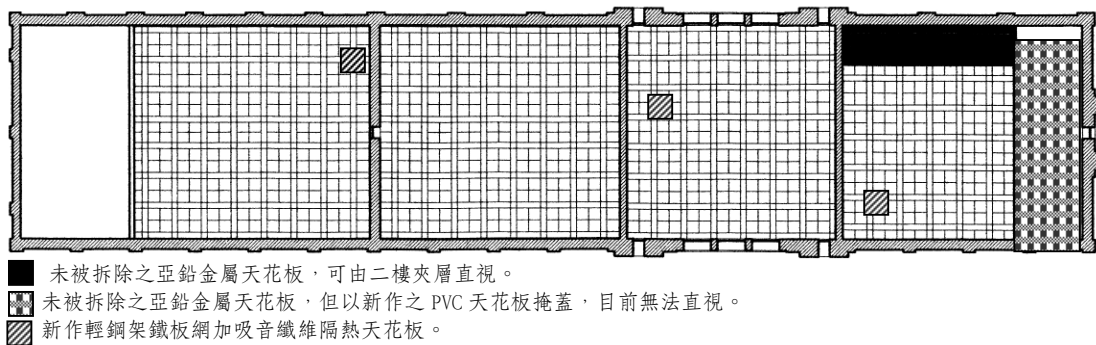 未被拆除之亞鉛金屬天花板，可由二樓夾層直視。
未被拆除之亞鉛金屬天花板，但以新作之 PVC 天花板掩蓋，目前無法直視。
新作輕鋼架鐵板網加吸音纖維隔熱天花板。